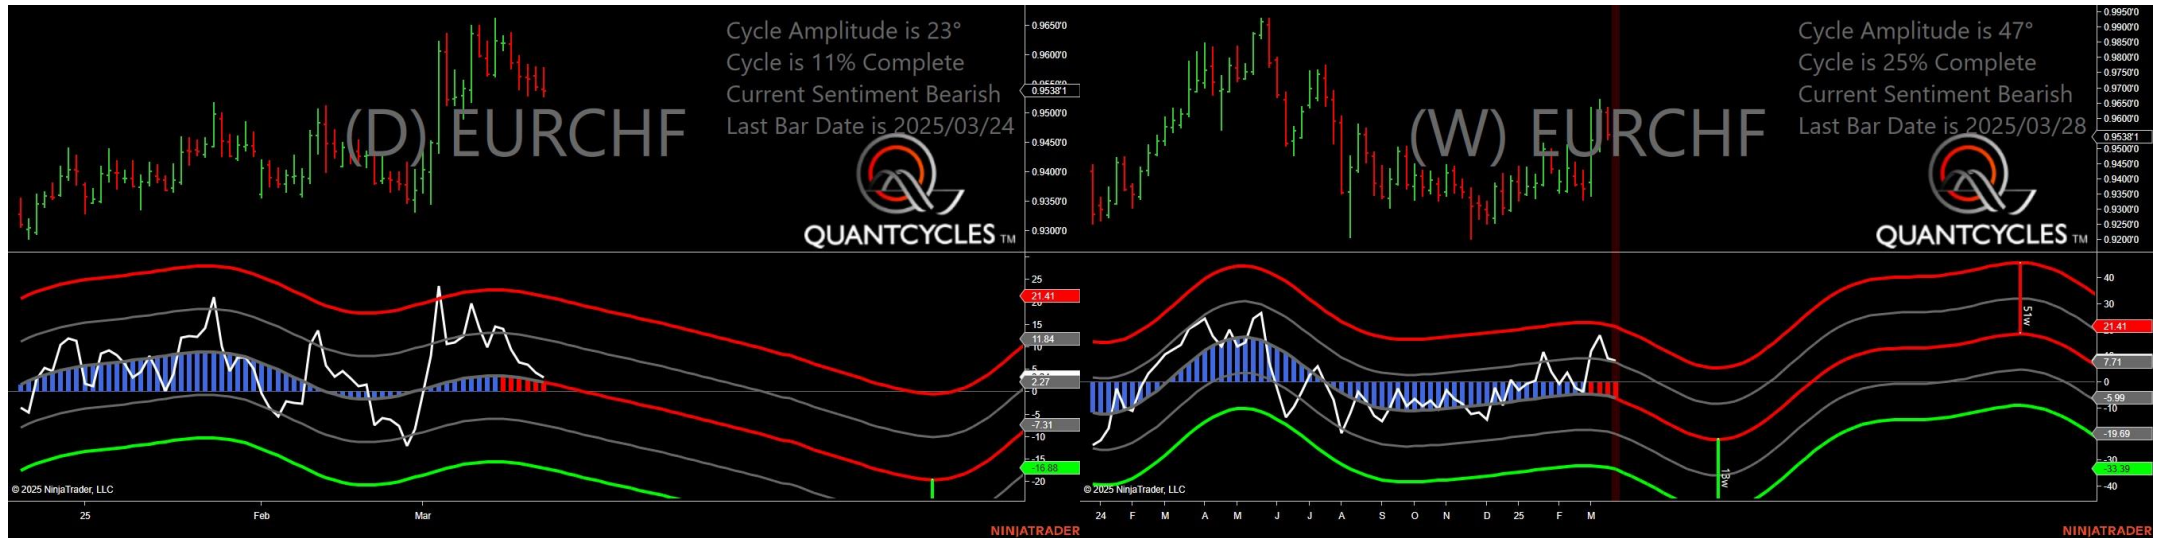 Cycle Amplitude is 23°
Cycle is 11% Complete
Current Sentiment Bearish
Last Bar Date is 2025/03/24
(D) EURCHF
QUANTCYCLES TM
0.9650'0
0.9600'0
0.9538'1
0.9500'0
0.9450'0
0.9400'0
0.9350'0
0.9300'0
25
21.41
15
11.84
5
2.27
0
-5
-7.31
-10
-15
-16.88
-20
© 2025 NinjaTrader, LLC
25 Feb Mar
NINJATRADER
Cycle Amplitude is 47°
Cycle is 25% Complete
Current Sentiment Bearish
Last Bar Date is 2025/03/28
(W) EURCHF
QUANTCYCLES TM
0.9950'0
0.9900'0
0.9850'0
0.9800'0
0.9750'0
0.9700'0
0.9650'0
0.9600'0
0.9538'1
0.9500'0
0.9450'0
0.9400'0
0.9350'0
0.9300'0
0.9250'0
0.9200'0
40
30
21.41
7.71
0
-5.99
-10
-19.69
-30
-33.39
-40
51w
13w
© 2025 NinjaTrader, LLC
24 F M A M J J A S O N D 25 F M
NINJATRADER